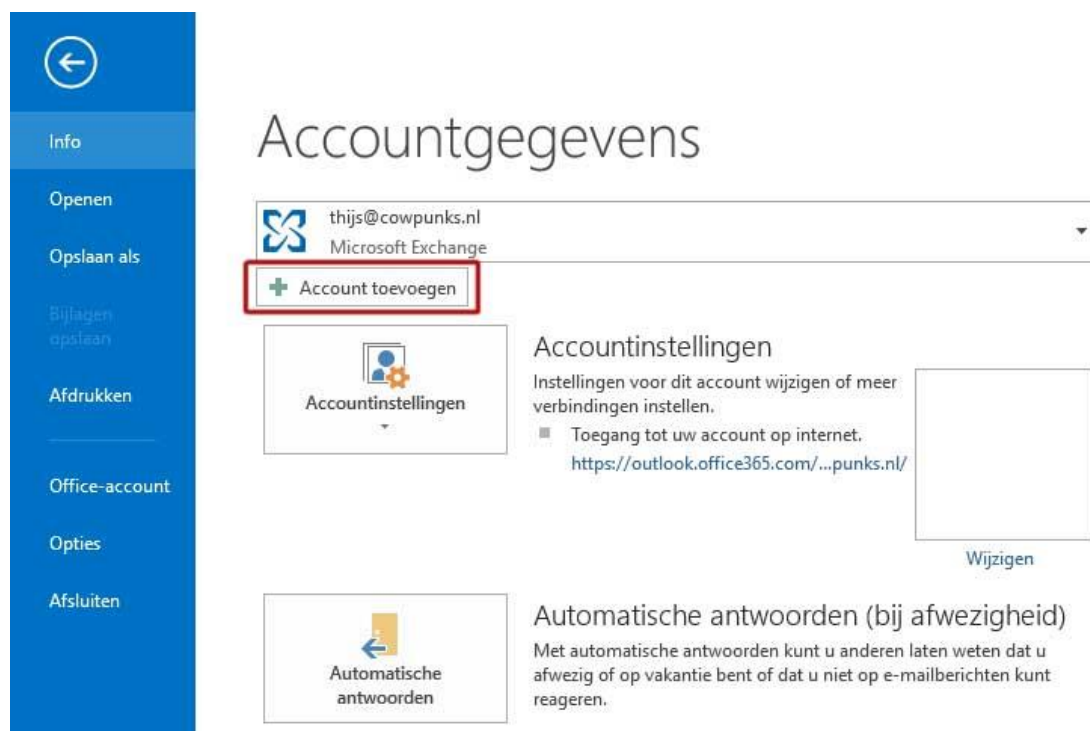 Info
Openen
Opslaan als
Bijlagen
opslaan
Afdrukken
Office-account
Opties
Afsluiten
Accountgegevens
thijs@cowpunks.nl
Microsoft Exchange
Account toevoegen
Accountinstellingen
Accountinstellingen
Instellingen voor dit account wijzigen of meer
verbindingen instellen.
Toegang tot uw account op internet.
https://outlook.office365.com/...punks.nl/
Wijzigen
Automatische
antwoorden
Automatische antwoorden (bij afwezigheid)
Met automatische antwoorden kunt u anderen laten weten dat u
afwezig of op vakantie bent of dat u niet op e-mailberichten kunt
reageren.